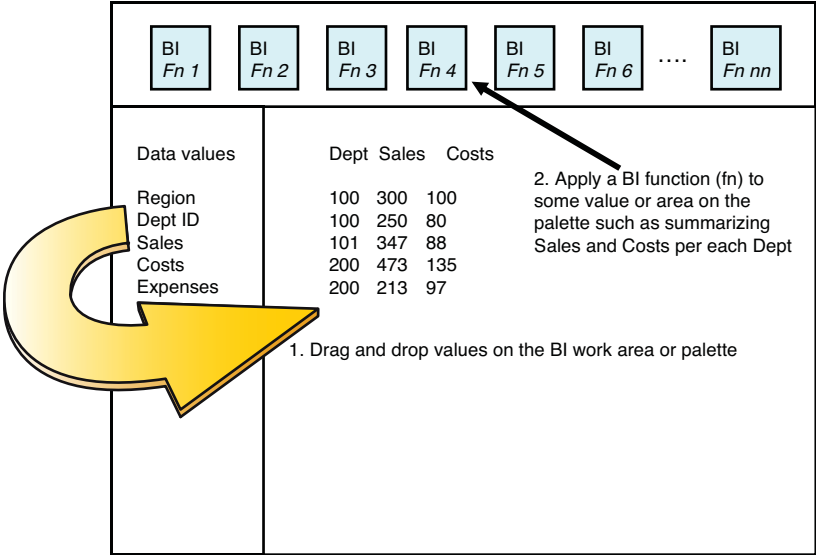 BI BI BI BI BI BI .... BI
Fn 1 Fn 2 Fn 3 Fn 4 Fn 5 Fn 6 Fn nn
Data values
Region
Dept ID
Sales
Costs
Expenses
Dept Sales Costs
100 300 100
100 250 80
101 347 88
200 473 135
200 213 97
2. Apply a BI function (fn) to
some value or area on the
palette such as summarizing
Sales and Costs per each Dept
1. Drag and drop values on the BI work area or palette